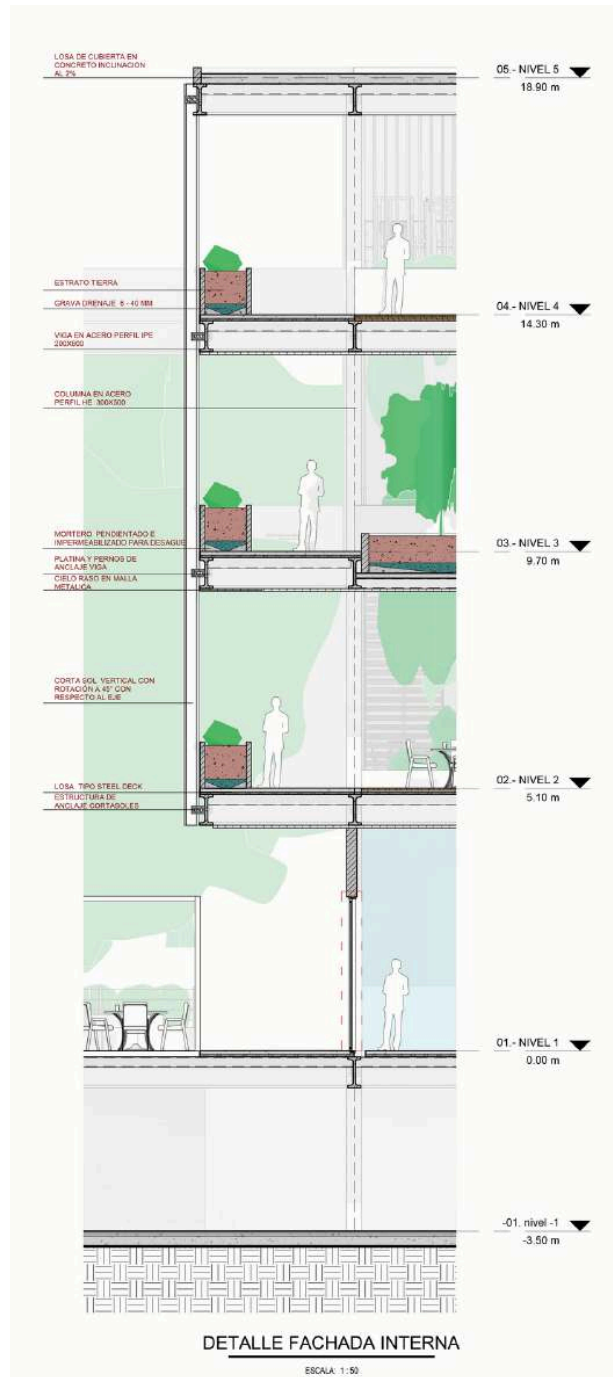 LOSA DE CUBIERTA EN
CONCRETO INCLINACION
AL 2%
05.- NIVEL 5
18.90 m
ESTRATO TIERRA
GRAVA DRENAJE 6 - 40 MM
04.- NIVEL 4
14.30 m
VIGA EN ACERO PERFIL IPE
200X600
COLUMNA EN ACERO
PERFIL HE 300X500
MORTERO PENDIENTADO E
IMPERMEABILIZADO PARA DESAGUE
03.- NIVEL 3
9.70 m
PLATINA Y PERNOS DE
ANCLAJE VIGA
CIELO RASO EN MALLA
METALICA
CORTA SOL VERTICAL CON
ROTACIÓN A 45° CON
RESPECTO AL EJE
LOSA TIPO STEEL DECK
02.- NIVEL 2
5.10 m
ESTRUCTURA DE
ANCLAJE CORTASOLES
01.- NIVEL 1
0.00 m
-01. nivel -1
-3.50 m
DETALLE FACHADA INTERNA
ESCALA: 1:50